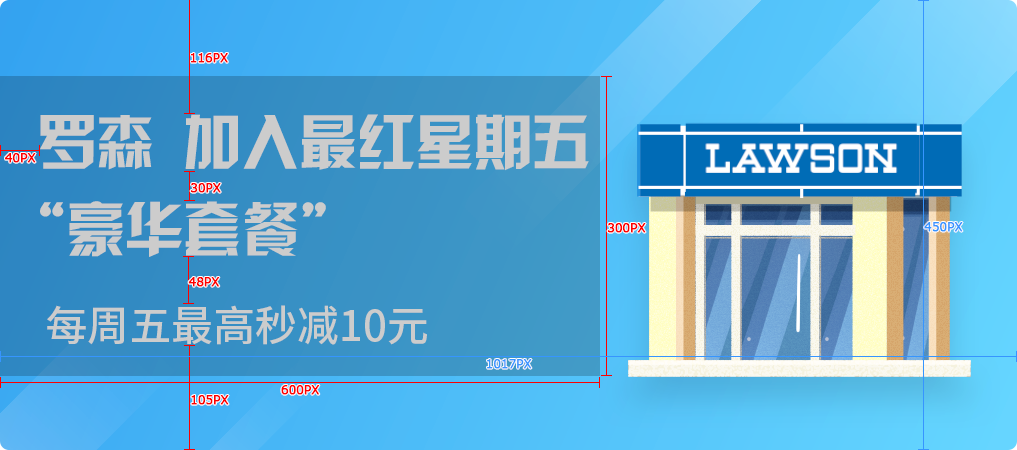 116PX
罗森 加入最红星期五
40PX
LAWSON
30PX
“豪华套餐”
300PX
450PX
48PX
每周五最高秒减10元
1017PX
600PX
105PX